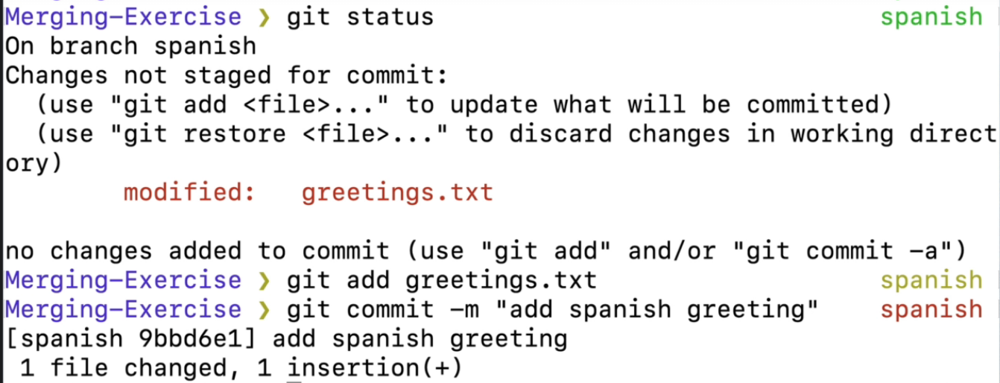 Merging-Exercise ❯ git status spanish
On branch spanish
Changes not staged for commit:
  (use "git add <file>..." to update what will be committed)
  (use "git restore <file>..." to discard changes in working direct
ory)
        modified:   greetings.txt

no changes added to commit (use "git add" and/or "git commit -a")
Merging-Exercise ❯ git add greetings.txt spanish
Merging-Exercise ❯ git commit -m "add spanish greeting" spanish
[spanish 9bbd6e1] add spanish greeting
 1 file changed, 1 insertion(+)